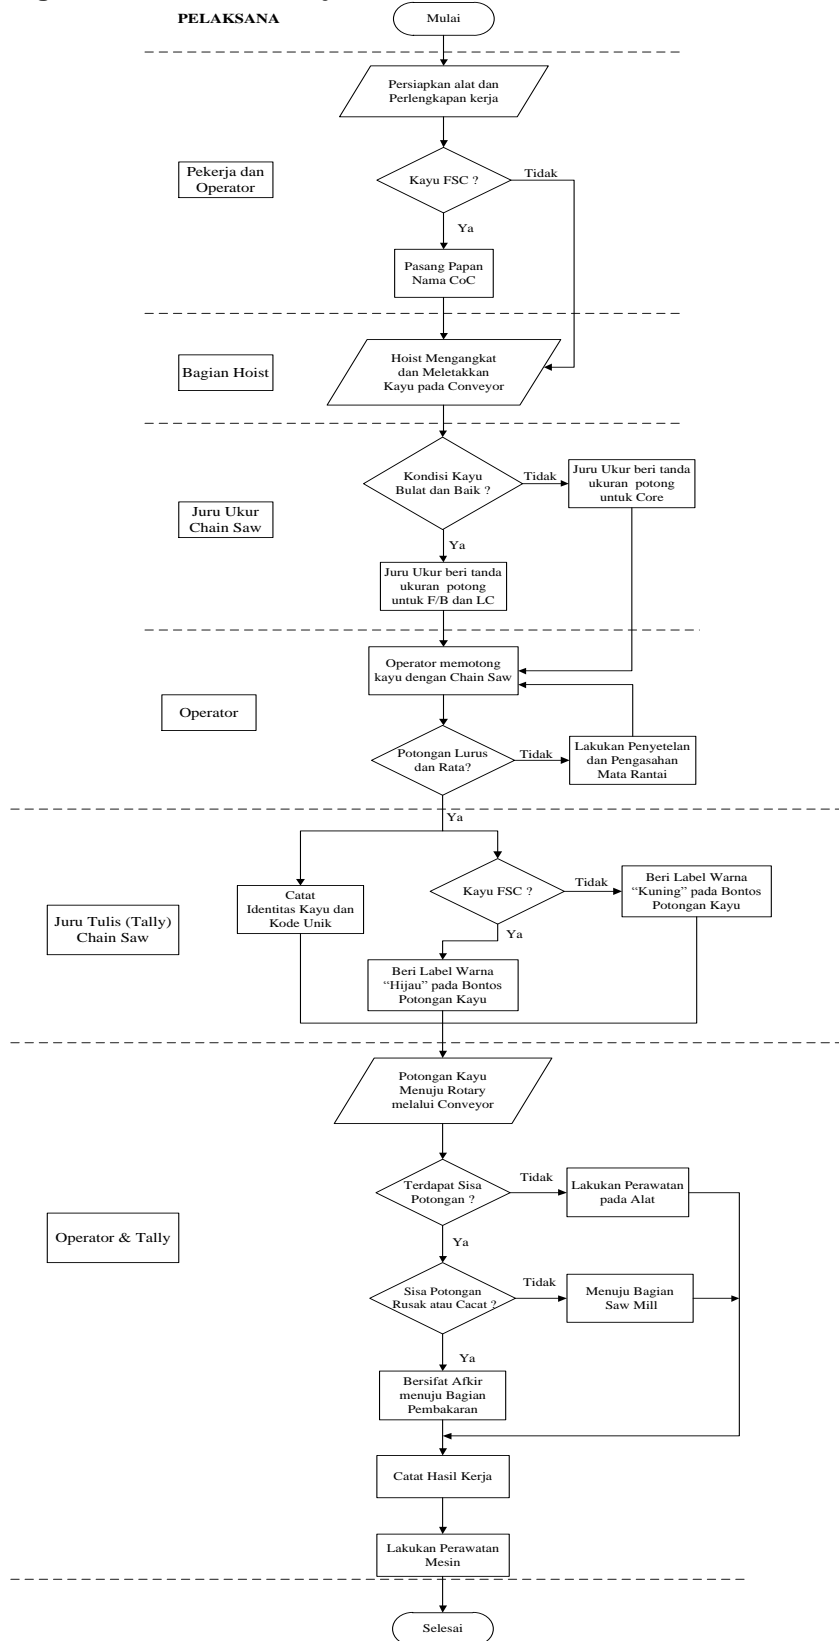 PELAKSANA
Mulai
Persiapkan alat dan
Perlengkapan kerja
Pekerja dan
Operator
Kayu FSC ?
Tidak
Ya
Pasang Papan
Nama CoC
Bagian Hoist
Hoist Mengangkat
dan Meletakkan
Kayu pada Conveyor
Juru Ukur
Chain Saw
Kondisi Kayu
Bulat dan Baik ?
Tidak
Juru Ukur beri tanda
ukuran potong
untuk Core
Ya
Juru Ukur beri tanda
ukuran potong
untuk F/B dan LC
Operator
Operator memotong
kayu dengan Chain Saw
Potongan Lurus
dan Rata?
Tidak
Lakukan Penyetelan
dan Pengasahan
Mata Rantai
Ya
Juru Tulis (Tally)
Chain Saw
Catat
Identitas Kayu dan
Kode Unik
Kayu FSC ?
Tidak
Beri Label Warna
“Kuning” pada Bontos
Potongan Kayu
Ya
Beri Label Warna
“Hijau” pada Bontos
Potongan Kayu
Potongan Kayu
Menuju Rotary
melalui Conveyor
Operator & Tally
Terdapat Sisa
Potongan ?
Tidak
Lakukan Perawatan
pada Alat
Ya
Sisa Potongan
Rusak atau Cacat ?
Tidak
Menuju Bagian
Saw Mill
Ya
Bersifat Afkir
menuju Bagian
Pembakaran
Catat Hasil Kerja
Lakukan Perawatan
Mesin
Selesai